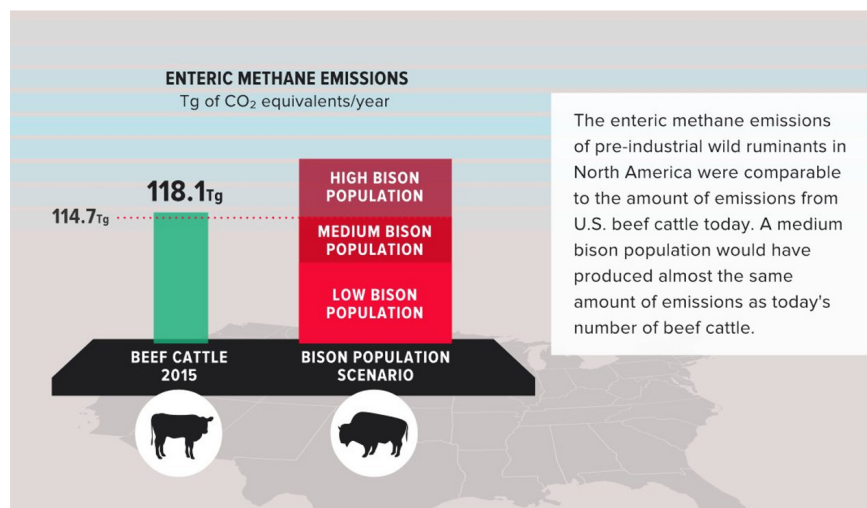 ENTERIC METHANE EMISSIONS
Tg of CO₂ equivalents/year
118.1Tg
114.7Tg
HIGH BISON
POPULATION
MEDIUM BISON
POPULATION
LOW BISON
POPULATION
BEEF CATTLE
2015
BISON POPULATION
SCENARIO
The enteric methane emissions
of pre-industrial wild ruminants in
North America were comparable
to the amount of emissions from
U.S. beef cattle today. A medium
bison population would have
produced almost the same
amount of emissions as today's
number of beef cattle.